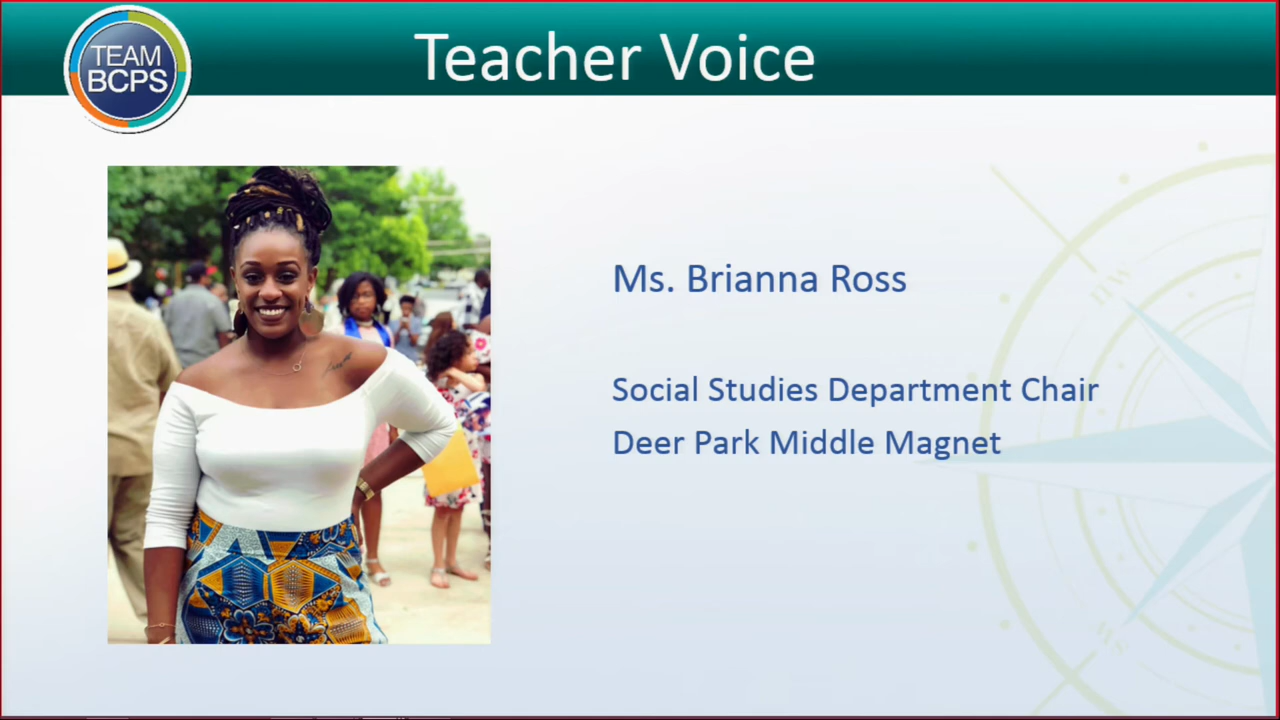 TEAM
BCPS
Teacher Voice
Ms. Brianna Ross
Social Studies Department Chair
Deer Park Middle Magnet